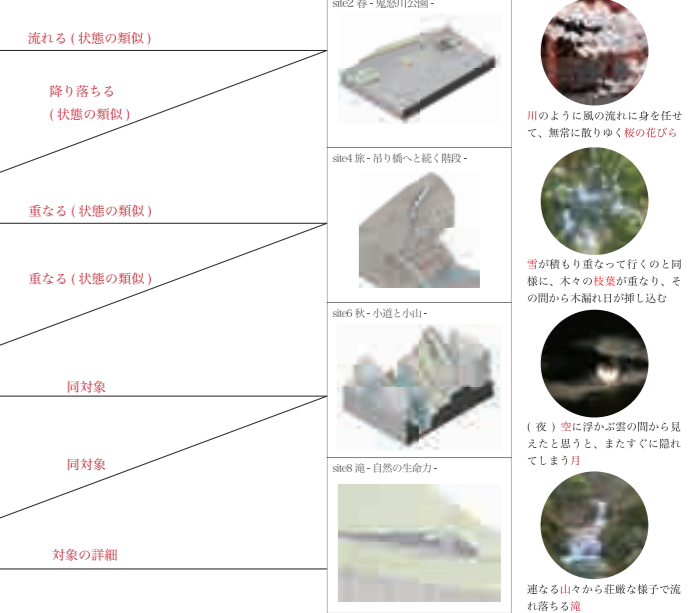 流れる ( 状態の類似 )
降り落ちる
( 状態の類似 )
重なる ( 状態の類似 )
重なる ( 状態の類似 )
同対象
同対象
対象の詳細
site2 春 - 鬼怒川公園 -
site4 旅 - 吊り橋へと続く階段 -
site6 秋 - 小道と小山 -
site8 滝 - 自然の生命力 -
川のように風の流れに身を任せ
て、無常に散りゆく桜の花びら
雪が積もり重なって行くのと同
様に、木々の枝葉が重なり、そ
の間から木漏れ日が挿し込む
( 夜 ) 空に浮かぶ雲の間から見
えたと思うと、またすぐに隠れ
てしまう月
連なる山々から荘厳な様子で流
れ落ちる滝